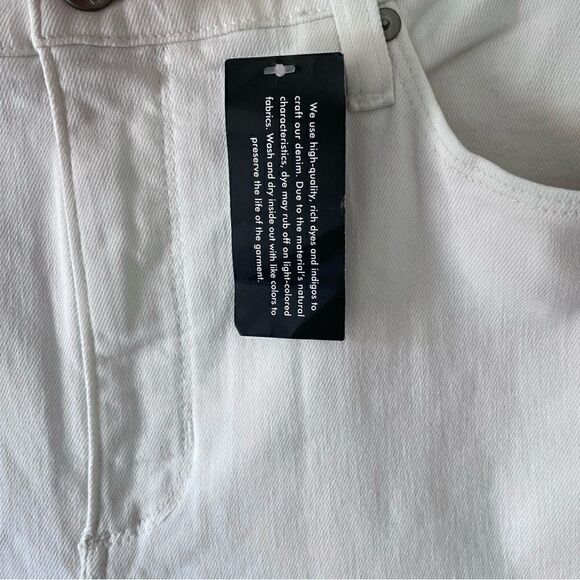 We use high-quality, rich dyes and indigos to
craft our denim. Due to the material's natural
characteristics, dye may rub off on light-colored
fabrics. Wash and dry inside out with like colors to
preserve the life of the garment.